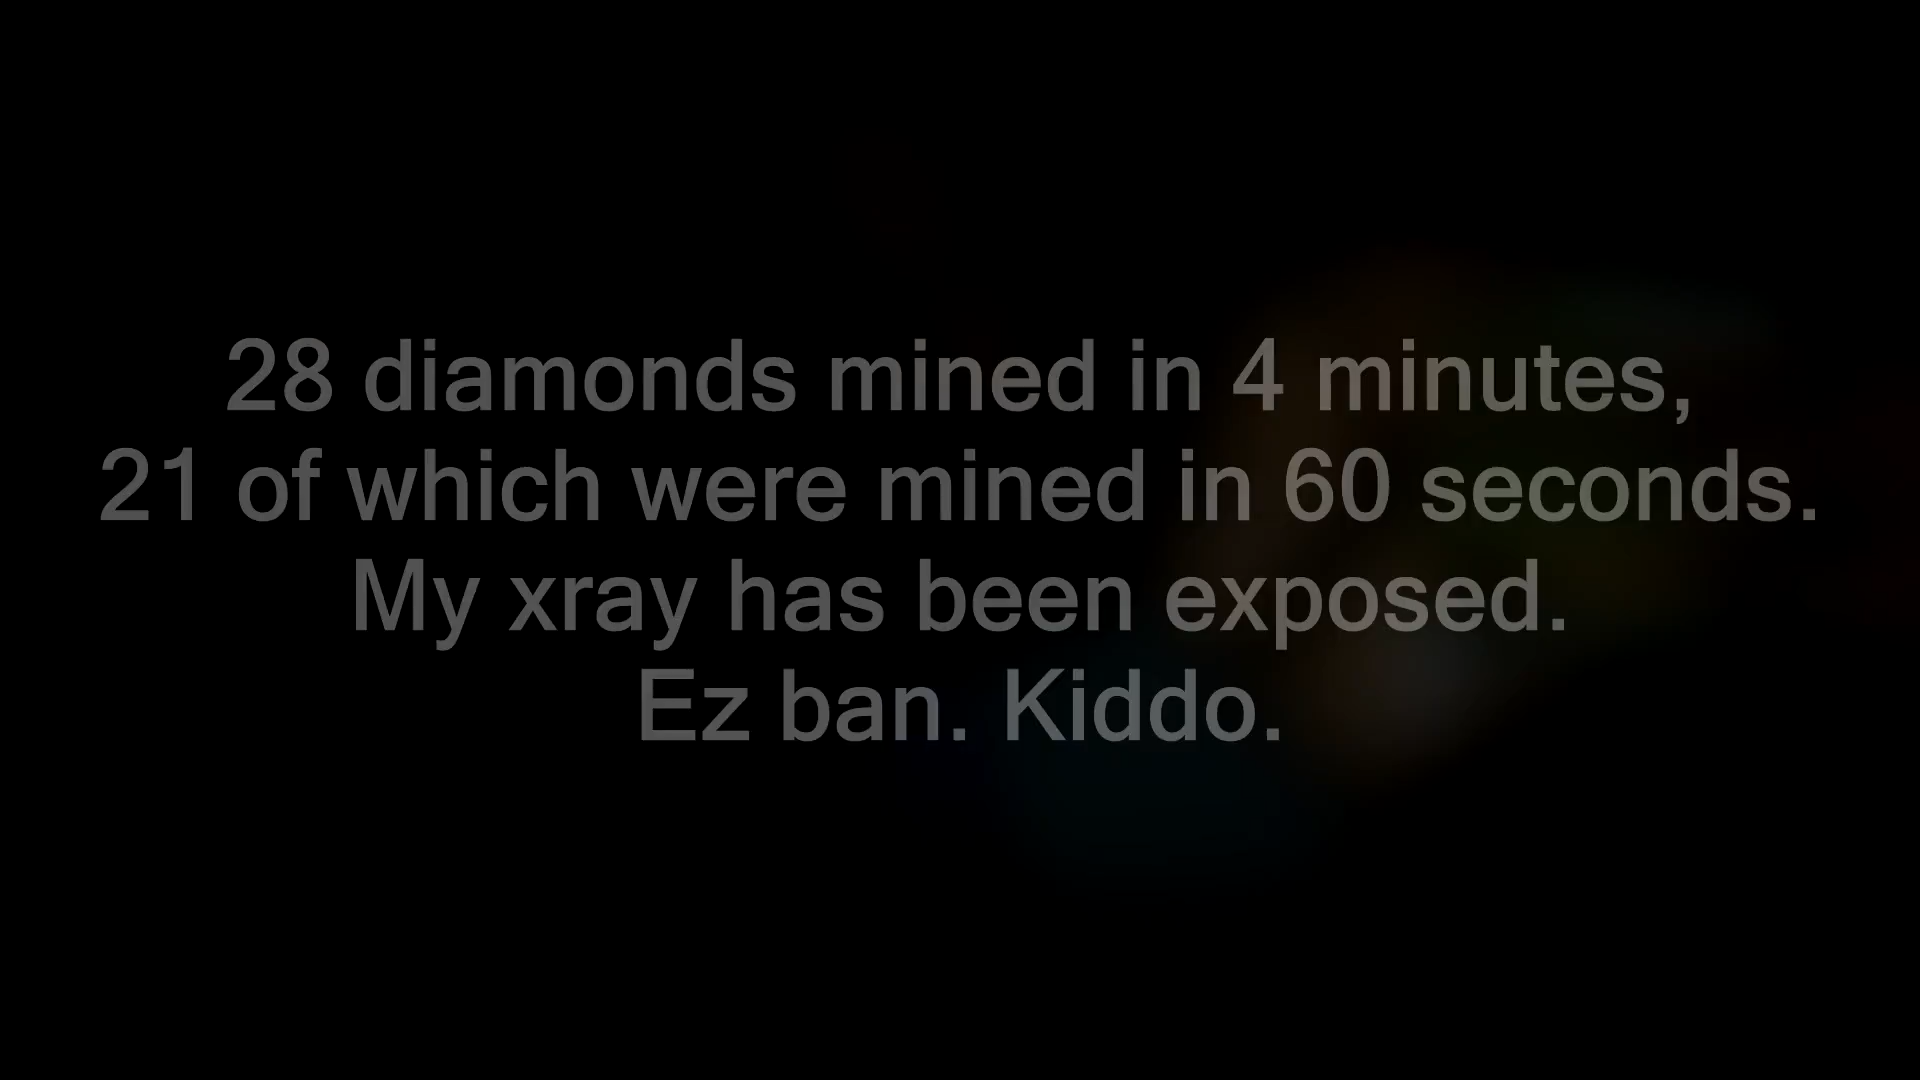 28 diamonds mined in 4 minutes,
21 of which were mined in 60 seconds.
My xray has been exposed.
Ez ban. Kiddo.